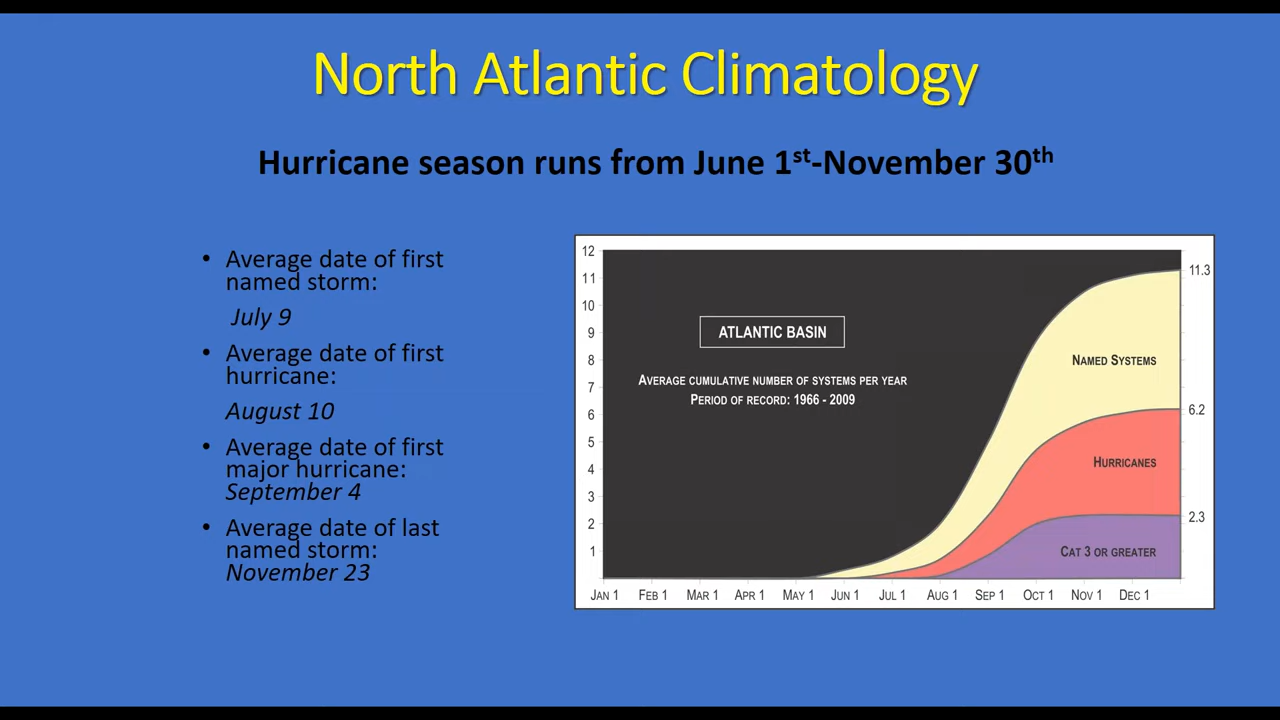 North Atlantic Climatology
Hurricane season runs from June 1st-November 30th
• Average date of first
named storm:
July 9
• Average date of first
hurricane:
August 10
• Average date of first
major hurricane:
September 4
• Average date of last
named storm:
November 23
12
11
10
9
8
7
6
5
4
3
2
1
ATLANTIC BASIN
AVERAGE CUMULATIVE NUMBER OF SYSTEMS PER YEAR
PERIOD OF RECORD: 1966 - 2009
NAMED SYSTEMS
HURRICANES
CAT 3 OR GREATER
11.3
6.2
2.3
JAN 1 FEB 1 MAR 1 APR 1 MAY 1 JUN 1 JUL 1 AUG 1 SEP 1 OCT 1 NOV 1 DEC 1